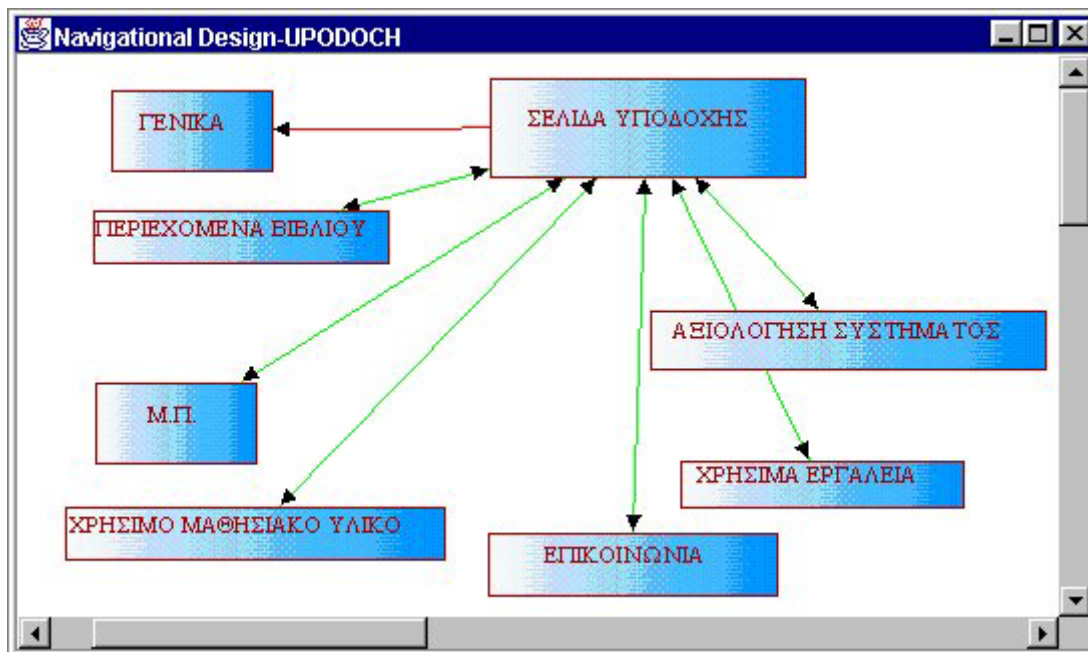 Navigational Design-UPODOCH
ΓΕΝΙΚΑ
ΣΕΛΙΔΑ ΥΠΟΔΟΧΗΣ
ΠΕΡΙΕΧΟΜΕΝΑ ΒΙΒΛΙΟΥ
ΑΞΙΟΛΟΓΗΣΗ ΣΥΣΤΗΜΑΤΟΣ
Μ.Π.
ΧΡΗΣΙΜΑ ΕΡΓΑΛΕΙΑ
ΧΡΗΣΙΜΟ ΜΑΘΗΣΙΑΚΟ ΥΛΙΚΟ
ΕΠΙΚΟΙΝΩΝΙΑ